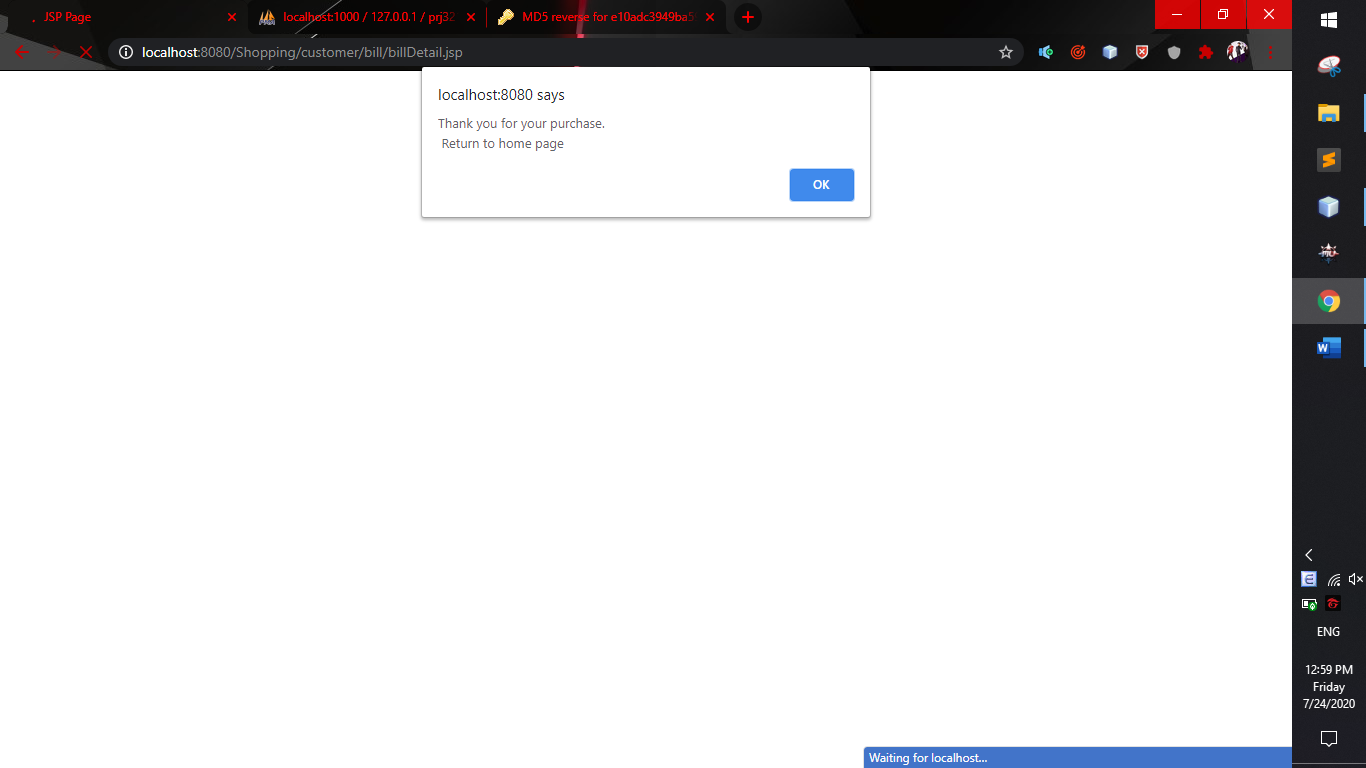 JSP Page
localhost:1000 / 127.0.0.1 / prj32
MD5 reverse for e10adc3949ba5
localhost:8080/Shopping/customer/bill/billDetail.jsp
localhost:8080 says
Thank you for your purchase.
Return to home page
OK
Waiting for localhost...
ENG
12:59 PM
Friday
7/24/2020